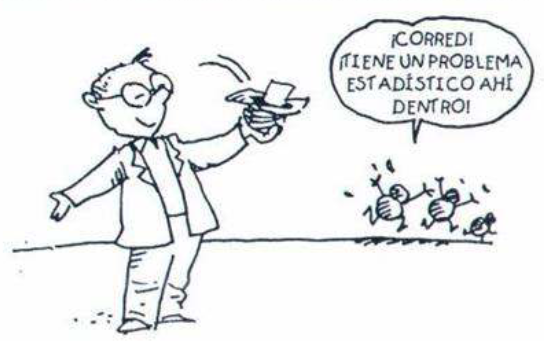 ¡CORRED!
¡TIENE UN PROBLEMA
ESTADÍSTICO AHÍ
DENTRO!